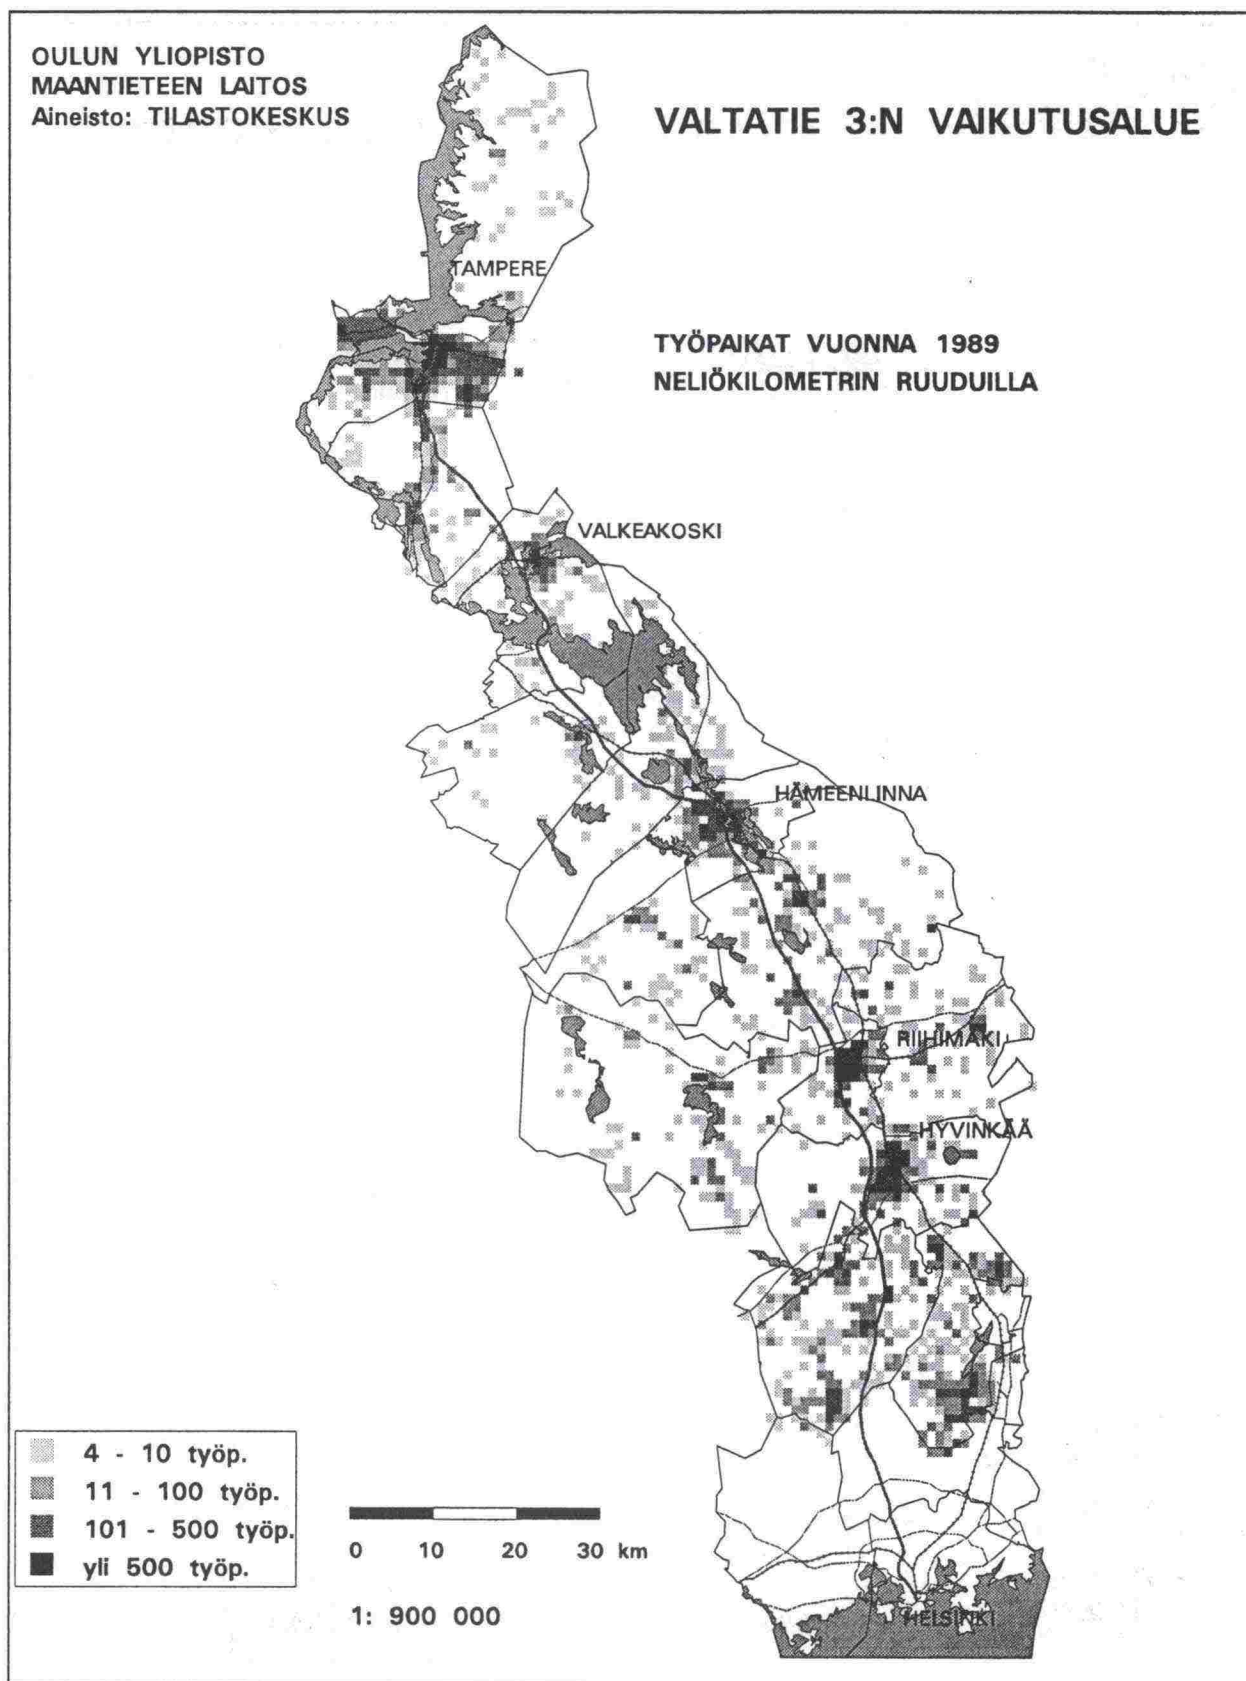 OULUN YLIOPISTO
MAANTIETEEN LAITOS
Aineisto: TILASTOKESKUS
VALTATIE 3:N VAIKUTUSALUE
TAMPERE
TYÖPAIKAT VUONNA 1989
NELIÖKILOMETRIN RUUDUILLA
VALKEAKOSKI
HÄMEENLINNA
RIIHIMÄKI
HYVINKÄÄ
4 - 10 työp.
11 - 100 työp.
101 - 500 työp.
yli 500 työp.
0 10 20 30 km
1: 900 000
HELSINKI